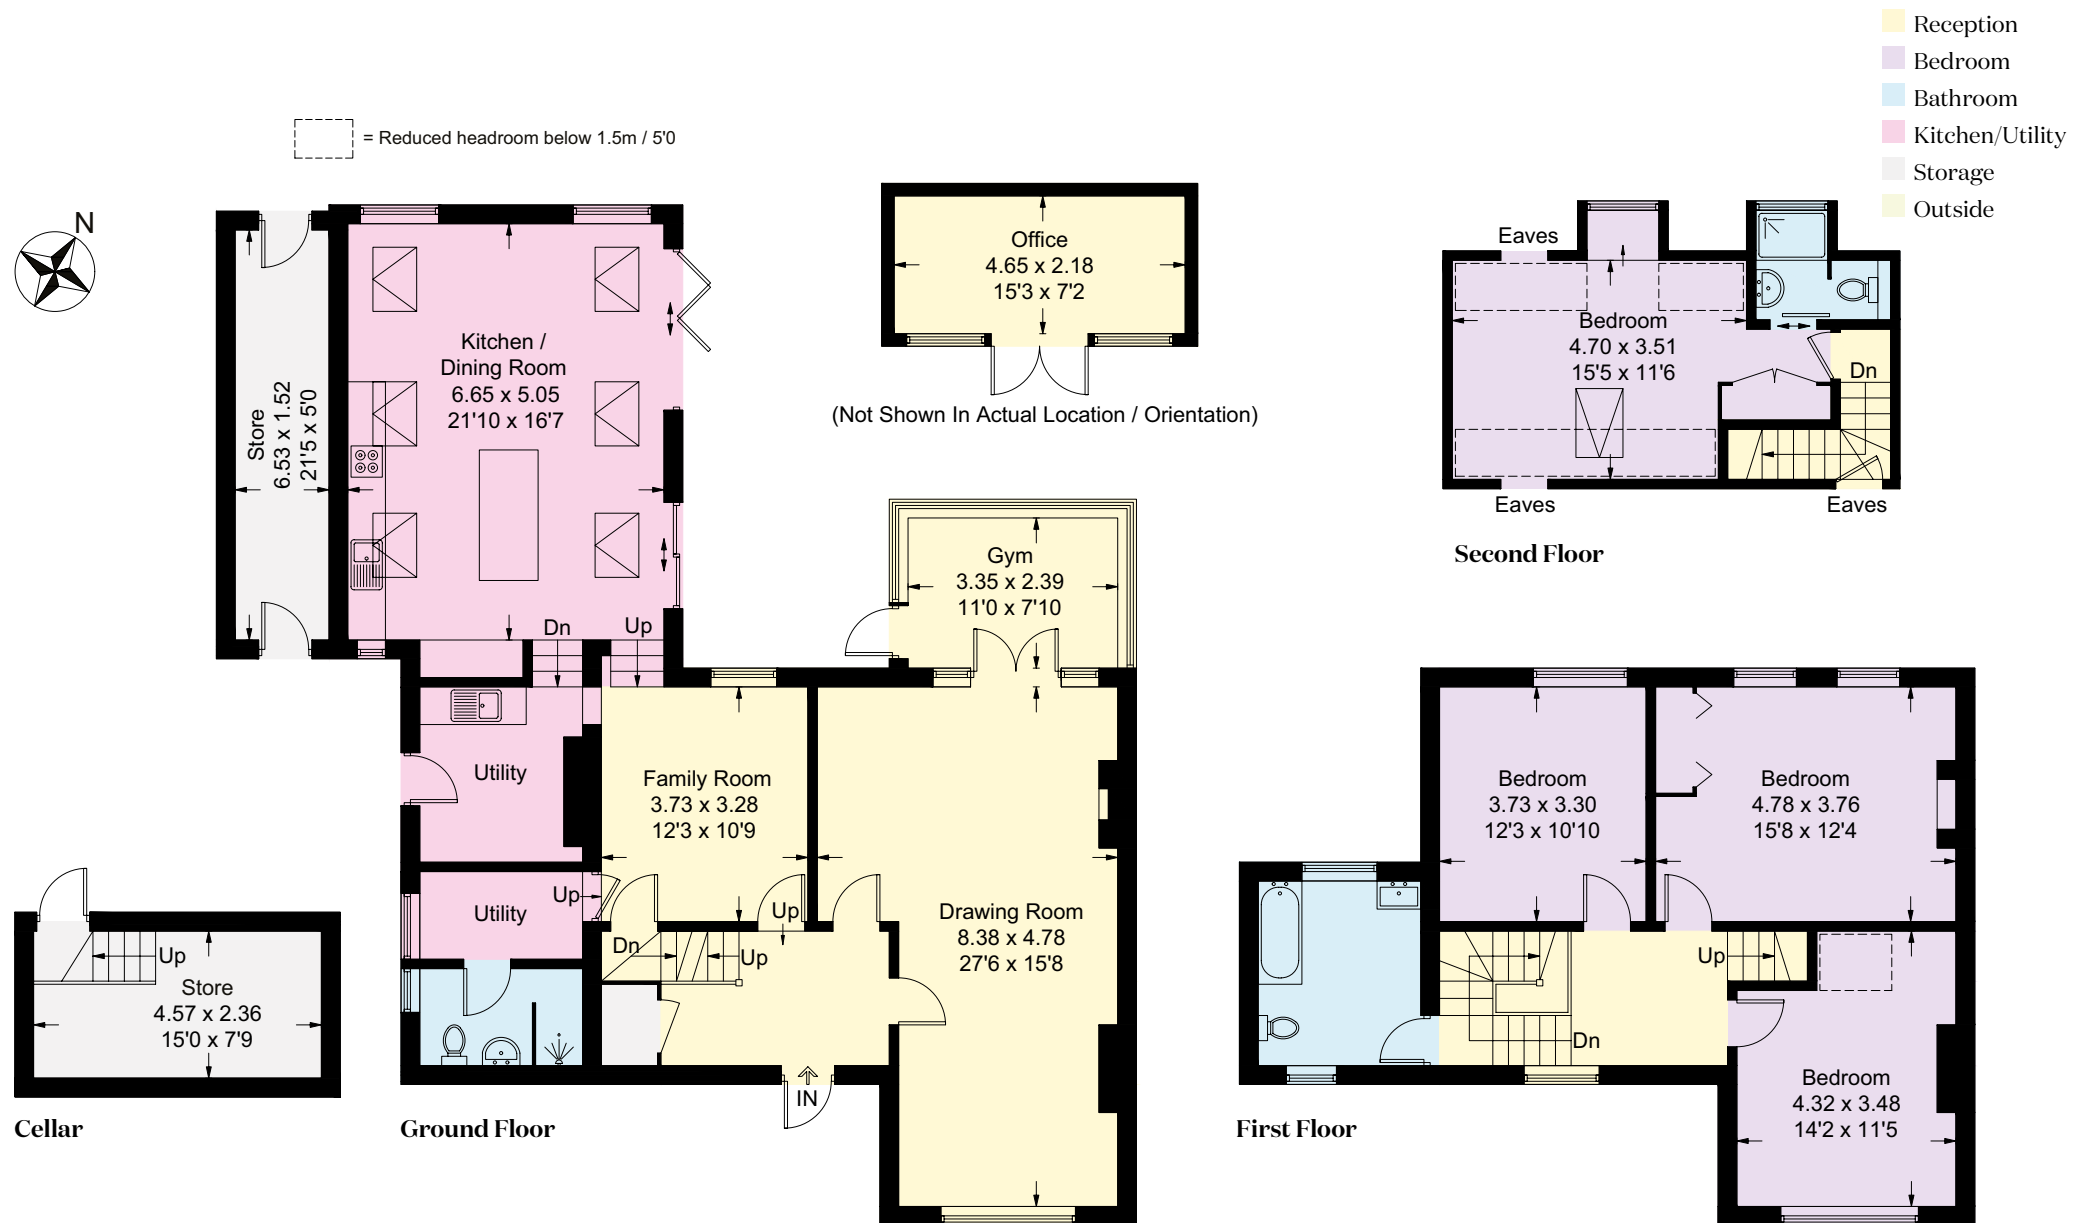 Reception
Bedroom
Bathroom
Kitchen/Utility
Storage
Outside
= Reduced headroom below 1.5m / 5'0
N
Store
6.53 x 1.52
21'5 x 5'0
Kitchen /
Dining Room
6.65 x 5.05
21'10 x 16'7
Dn
Up
Office
4.65 x 2.18
15'3 x 7'2
(Not Shown In Actual Location / Orientation)
Gym
3.35 x 2.39
11'0 x 7'10
Utility
Family Room
3.73 x 3.28
12'3 x 10'9
Utility
Up
Up
Dn
Up
Drawing Room
8.38 x 4.78
27'6 x 15'8
IN
Ground Floor
Up
Store
4.57 x 2.36
15'0 x 7'9
Cellar
Eaves
Bedroom
4.70 x 3.51
15'5 x 11'6
Dn
Eaves
Eaves
Second Floor
Bedroom
3.73 x 3.30
12'3 x 10'10
Bedroom
4.78 x 3.76
15'8 x 12'4
Up
Dn
Bedroom
4.32 x 3.48
14'2 x 11'5
First Floor